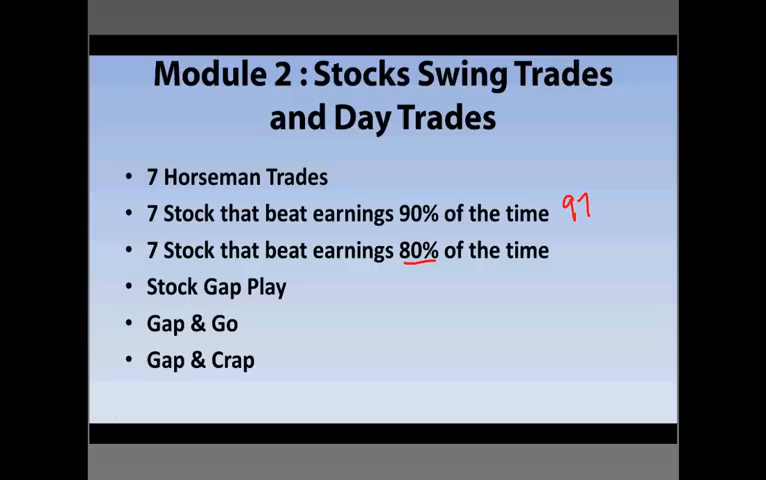 Module 2 : Stocks Swing Trades
and Day Trades
• 7 Horseman Trades
• 7 Stock that beat earnings 90% of the time 97
• 7 Stock that beat earnings 80% of the time
• Stock Gap Play
• Gap & Go
• Gap & Crap